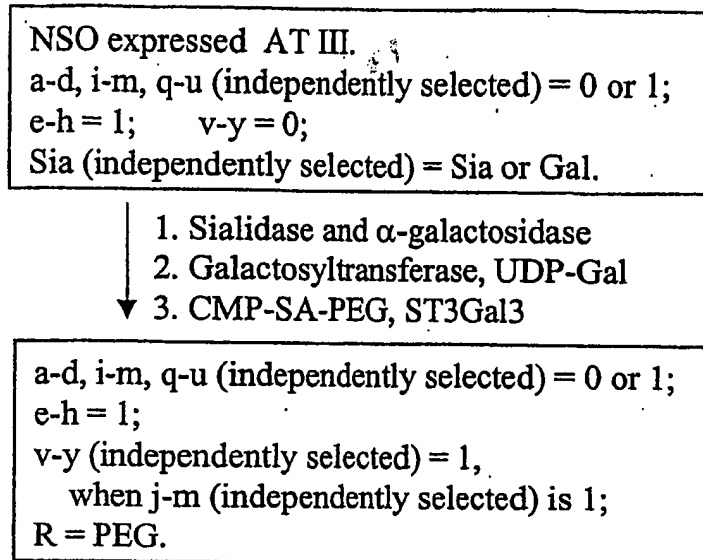 NSO expressed AT III.
a-d, i-m, q-u (independently selected) = 0 or 1;
e-h = 1; v-y = 0;
Sia (independently selected) = Sia or Gal.
1. Sialidase and α-galactosidase
2. Galactosyltransferase, UDP-Gal
3. CMP-SA-PEG, ST3Gal3
a-d, i-m, q-u (independently selected) = 0 or 1;
e-h = 1;
v-y (independently selected) = 1,
when j-m (independently selected) is 1;
R = PEG.